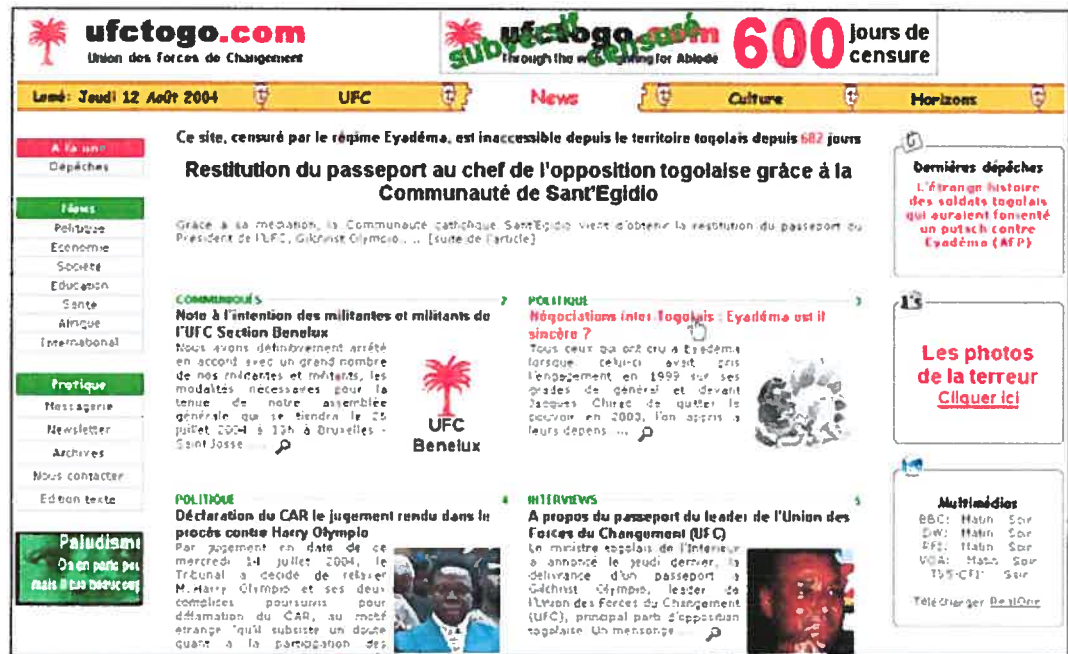 ufctogo.com
Union des Forces de Changement
ufctogo.com
subversif censuré
Through the web, fighting for Ablodé
600 jours de censure
Lomé: Jeudi 12 Août 2004
UFC
News
Culture
Horizons
Ce site, censuré par le régime Eyadéma, est inaccessible depuis le territoire togolais depuis 682 jours
A la une
Dépêches
News
Politique
Economie
Société
Education
Santé
Afrique
International
Pratique
Messagerie
Newsletter
Archives
Nous contacter
Edition texte
Paludisme
On en parle peu
mais il tue beaucoup
Restitution du passeport au chef de l'opposition togolaise grâce à la
Communauté de Sant'Egidio
Grâce à sa médiation, la Communauté catholique Sant'Egidio vient d'obtenir la restitution du passeport du
Président de l'UFC, Gilchrist Olympio.... [suite de l'article]
COMMUNIQUÉS 2
Note à l'intention des militantes et militants de
l'UFC Section Benelux
Nous avons définitivement arrêté
en accord avec un grand nombre
de nos militantes et militants, les
modalités nécessaires pour la
tenue de notre assemblée
générale qui se tiendra le 25
juillet 2004 à 13h à Bruxelles -
Saint Josse ....
UFC
Benelux
POLITIQUE 3
Négociations inter Togolais : Eyadéma est il
sincère ?
Tous ceux qui ont cru a Eyadéma
lorsque celui-ci avait pris
l'engagement en 1999 sur ses
grades de général et devant
Jacques Chirac de quitter le
pouvoir en 2003, l'on appris a
leurs dépens ....
POLITIQUE 4
Déclaration du CAR le jugement rendu dans le
procès contre Harry Olympio
Par jugement en date de ce
mercredi 14 juillet 2004, le
Tribunal a décidé de relaxer
M. Harry Olympio et ses deux
complices poursuivis pour
diffamation du CAR, au motif
étrange "qu'il subsiste un doute
quant a la participation des
INTERVIEWS 5
A propos du passeport du leader de l'Union des
Forces du Changement (UFC)
Le ministre togolais de l'Intérieur
a annoncé le jeudi dernier, la
délivrance d'un passeport à
Gilchrist Olympio, leader de
l'Union des Forces du Changement
(UFC), principal parti d'opposition
togolaise. Un mensonge ....
Dernières dépêches
L'étrange histoire
des soldats togolais
qui auraient fomenté
un putsch contre
Eyadéma (AFP)
Les photos
de la terreur
Cliquer ici
Multimédias
BBC: Matin Soir
DW: Matin Soir
RFI: Matin Soir
VOA: Matin Soir
TV5-CFI: Soir
Télécharger RealOne